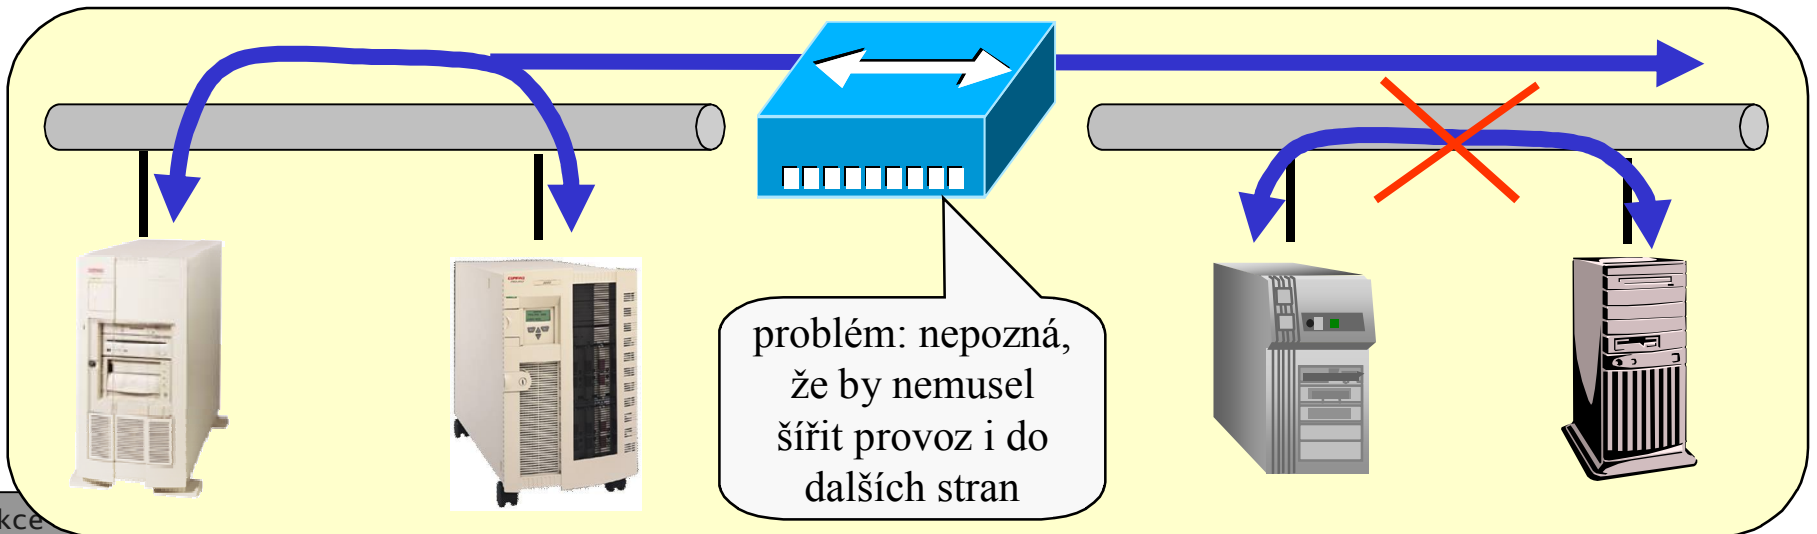 problém: nepozná,
že by nemusel
šířit provoz i do
dalších stran
kce